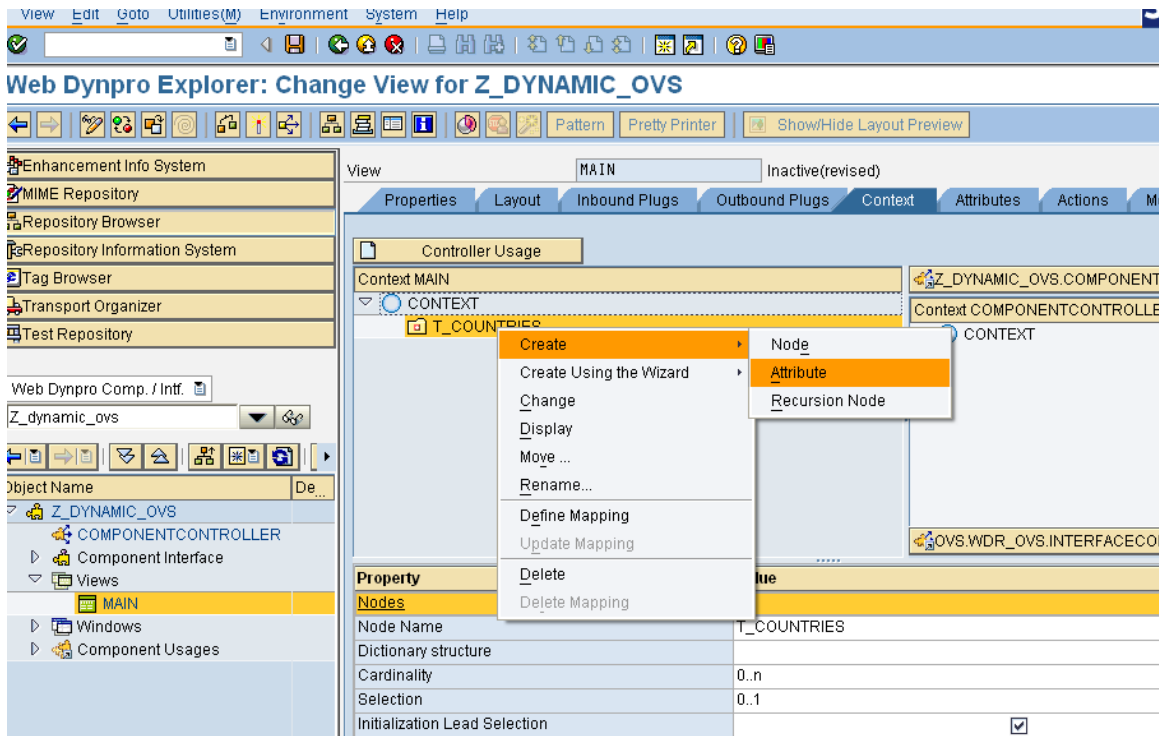 View Edit Goto Utilities(M) Environment System Help
Web Dynpro Explorer: Change View for Z_DYNAMIC_OVS
Pattern Pretty Printer Show/Hide Layout Preview
Enhancement Info System
MIME Repository
Repository Browser
Repository Information System
Tag Browser
Transport Organizer
Test Repository
Web Dynpro Comp. / Intf.
Z_dynamic_ovs
Object Name De...
Z_DYNAMIC_OVS
COMPONENTCONTROLLER
Component Interface
Views
MAIN
Windows
Component Usages
View MAIN Inactive(revised)
Properties Layout Inbound Plugs Outbound Plugs Context Attributes Actions M
Controller Usage
Context MAIN
CONTEXT
T_COUNTRIES
Z_DYNAMIC_OVS.COMPONENT
Context COMPONENTCONTROLLE
CONTEXT
OVS.WDR_OVS.INTERFACECO
Create
Create Using the Wizard
Change
Display
Move ...
Rename...
Define Mapping
Update Mapping
Delete
Delete Mapping
Node
Attribute
Recursion Node
Property lue
Nodes
Node Name T_COUNTRIES
Dictionary structure
Cardinality 0..n
Selection 0..1
Initialization Lead Selection